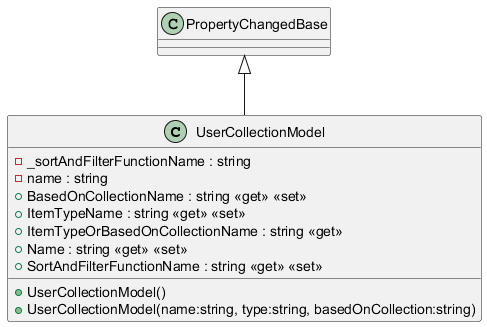 C PropertyChangedBase
C UserCollectionModel
_sortAndFilterFunctionName : string
name : string
BasedOnCollectionName : string «get» «set»
ItemTypeName : string «get» «set»
ItemTypeOrBasedOnCollectionName : string «get»
Name : string «get» «set»
SortAndFilterFunctionName : string «get» «set»
UserCollectionModel()
UserCollectionModel(name:string, type:string, basedOnCollection:string)